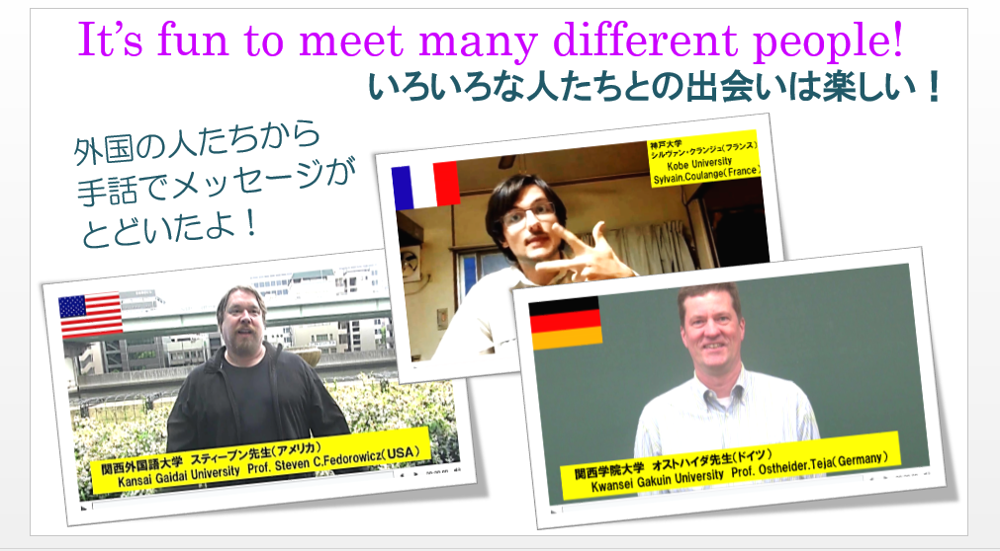 It's fun to meet many different people!
いろいろな人たちとの出会いは楽しい！
外国の人たちから
手話でメッセージが
とどいたよ！
神戸大学
シルヴァン・クランジュ(フランス)
Kobe University
Sylvain.Coulange(France)
関西外国語大学 スティーブン先生(アメリカ)
Kansai Gaidai University Prof. Steven C.Fedorowicz(USA)
関西学院大学 オストハイダ先生(ドイツ)
Kwansei Gakuin University Prof. Ostheider.Teja(Germany)